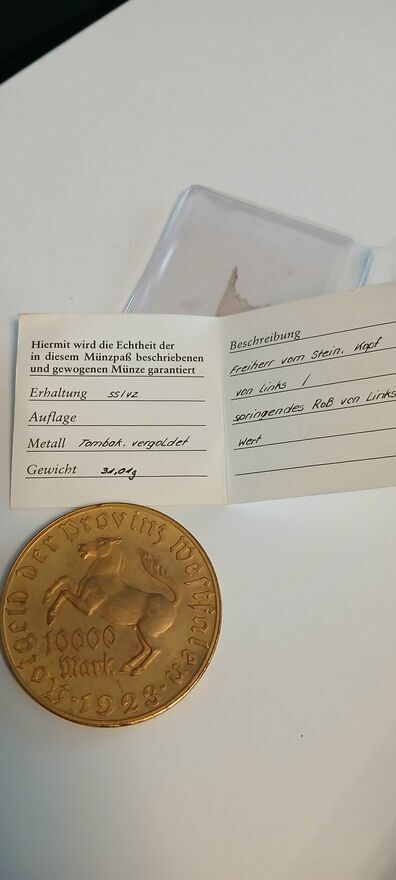 Hiermit wird die Echtheit der
in diesem Münzpaß beschriebenen
und gewogenen Münze garantiert
Erhaltung ss/vz
Auflage
Metall Tombak, vergoldet
Gewicht 31,01g
Beschreibung
Freiherr vom Stein, Kopf
von links /
springendes Roß von Links
Wert
Notgeld der Provinz Westfalen
10000
Mark
·1923·